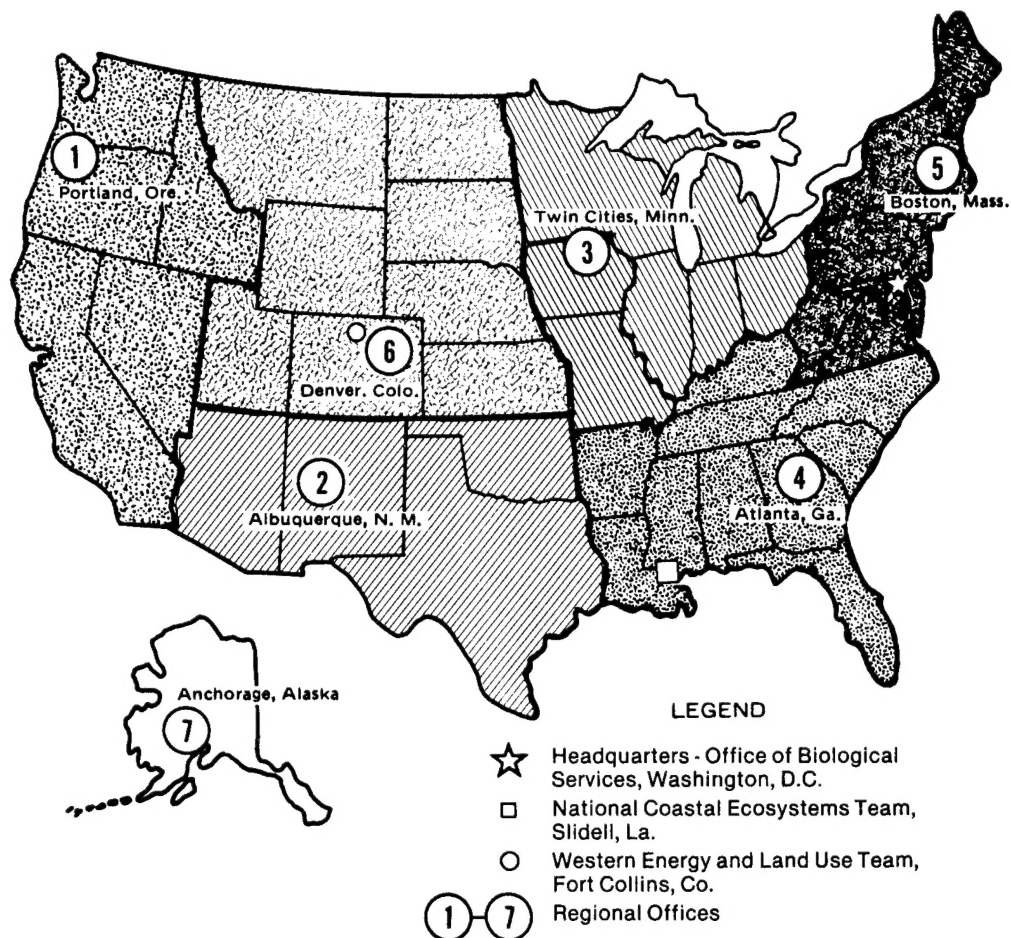 1
Portland, Ore.
5
Boston, Mass.
Twin Cities, Minn.
3
6
Denver. Colo.
2
Albuquerque, N. M.
4
Atlanta, Ga.
Anchorage, Alaska
7
LEGEND
Headquarters - Office of Biological
Services, Washington, D.C.
National Coastal Ecosystems Team,
Slidell, La.
Western Energy and Land Use Team,
Fort Collins, Co.
1 - 7 Regional Offices